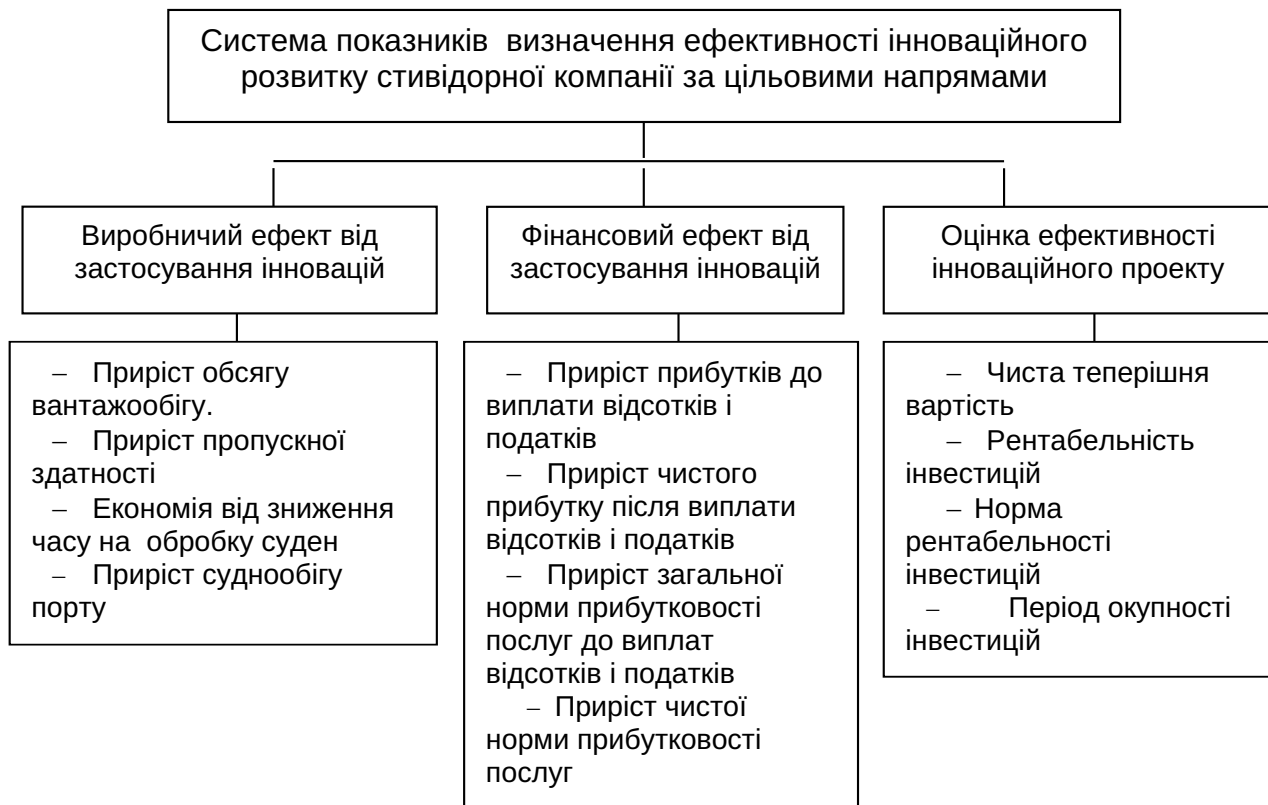 Система показників визначення ефективності інноваційного
розвитку стивідорної компанії за цільовими напрямами
Виробничий ефект від
застосування інновацій
– Приріст обсягу
вантажообігу.
– Приріст пропускної
здатності
– Економія від зниження
часу на обробку суден
– Приріст суднообігу
порту
Фінансовий ефект від
застосування інновацій
– Приріст прибутків до
виплати відсотків і
податків
– Приріст чистого
прибутку після виплати
відсотків і податків
– Приріст загальної
норми прибутковості
послуг до виплат
відсотків і податків
– Приріст чистої
норми прибутковості
послуг
Оцінка ефективності
інноваційного проекту
– Чиста теперішня
вартість
– Рентабельність
інвестицій
– Норма
рентабельності
інвестицій
– Період окупності
інвестицій